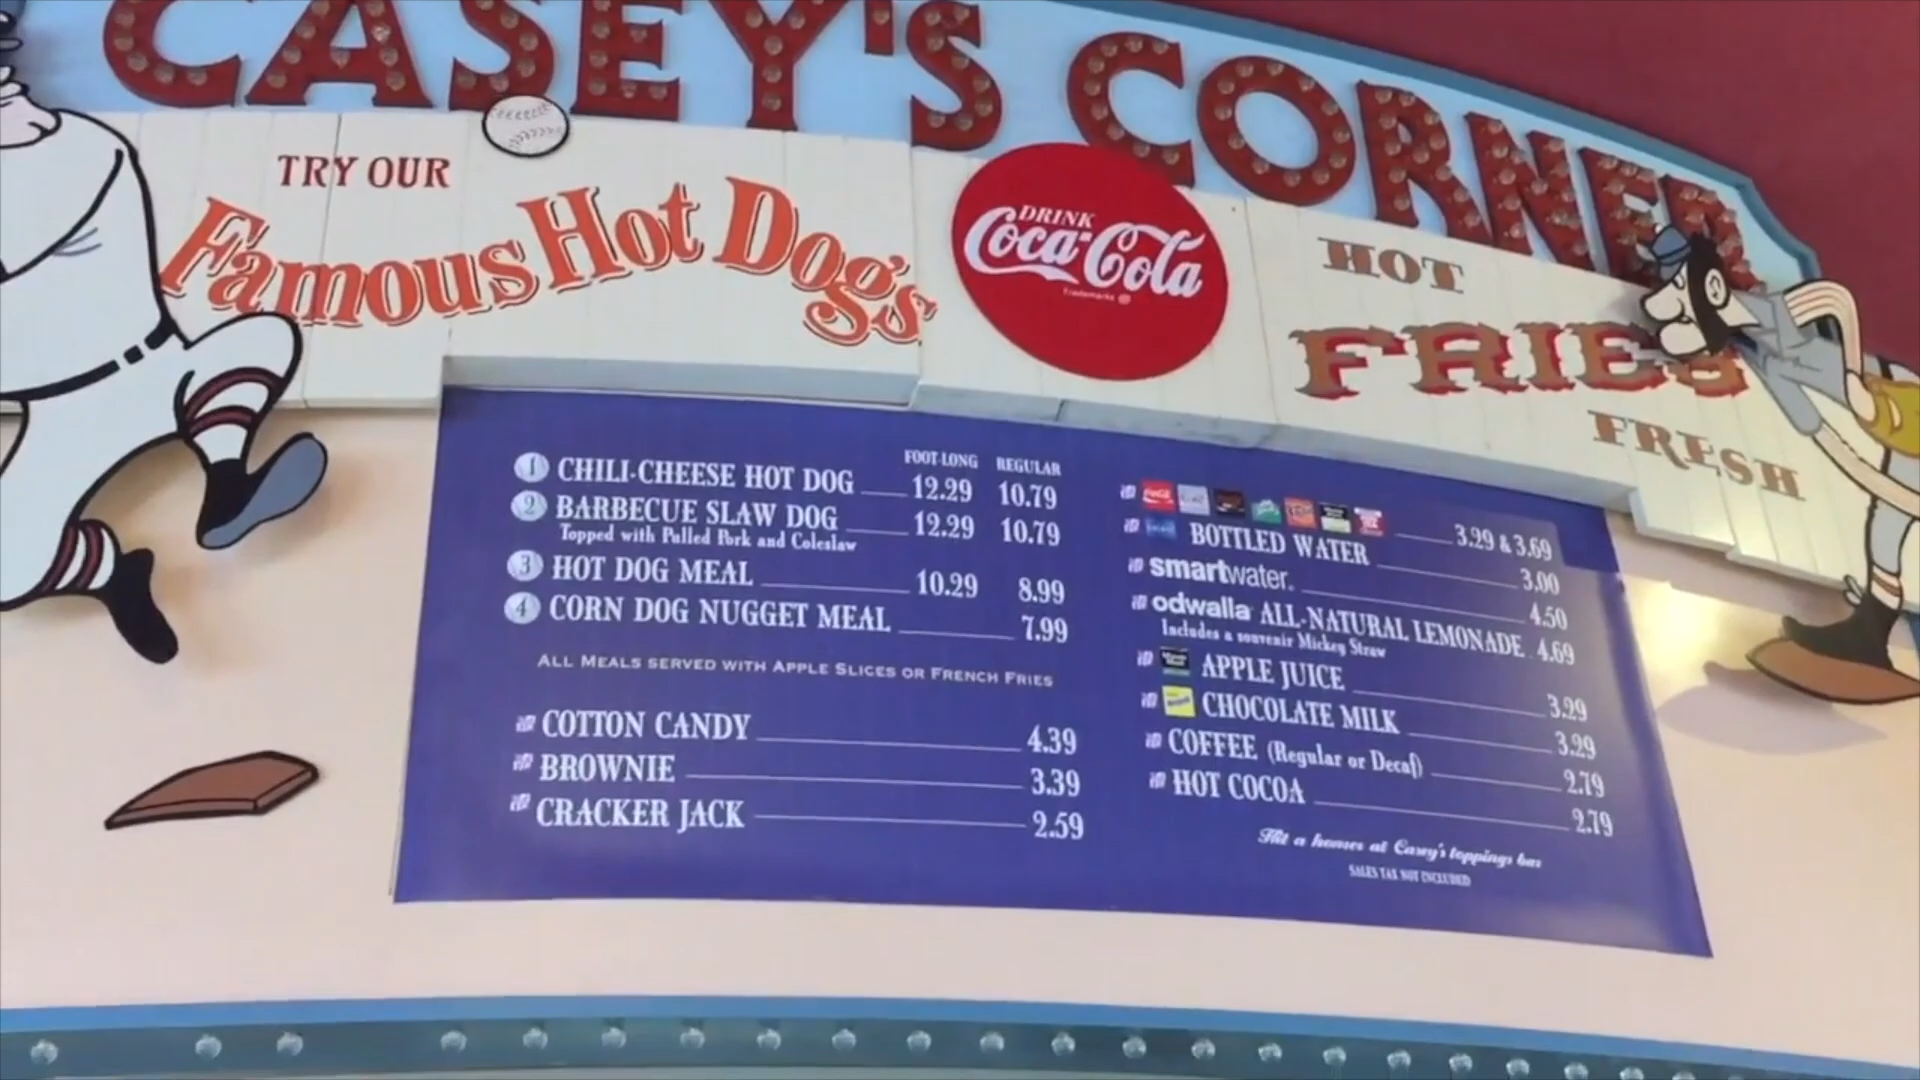 CASEY'S CORNER
TRY OUR
Famous Hot Dogs
DRINK
Coca-Cola
HOT
FRIES
FRESH
FOOT-LONG REGULAR
1 CHILI-CHEESE HOT DOG 12.29 10.79
2 BARBECUE SLAW DOG 12.29 10.79
Topped with Pulled Pork and Coleslaw
3 HOT DOG MEAL 10.29 8.99
4 CORN DOG NUGGET MEAL 7.99
ALL MEALS SERVED WITH APPLE SLICES OR FRENCH FRIES
COTTON CANDY 4.39
BROWNIE 3.39
CRACKER JACK 2.59
3.29 & 3.69
BOTTLED WATER 3.00
smartwater. 4.50
odwalla ALL-NATURAL LEMONADE 4.69
Includes a souvenir Mickey Straw
APPLE JUICE 3.29
CHOCOLATE MILK 3.29
COFFEE (Regular or Decaf) 2.79
HOT COCOA 2.79
Hit a homer at Casey's toppings bar
SALES TAX NOT INCLUDED